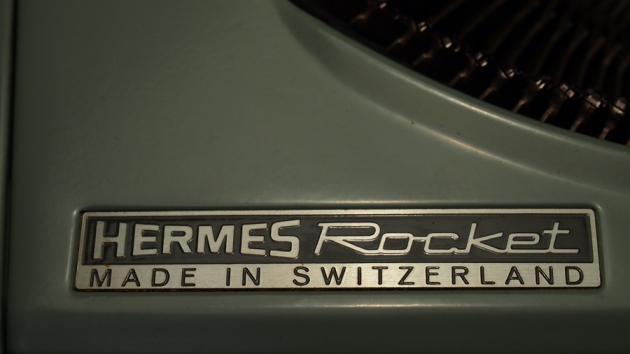 HERMES Rocket
MADE IN SWITZERLAND